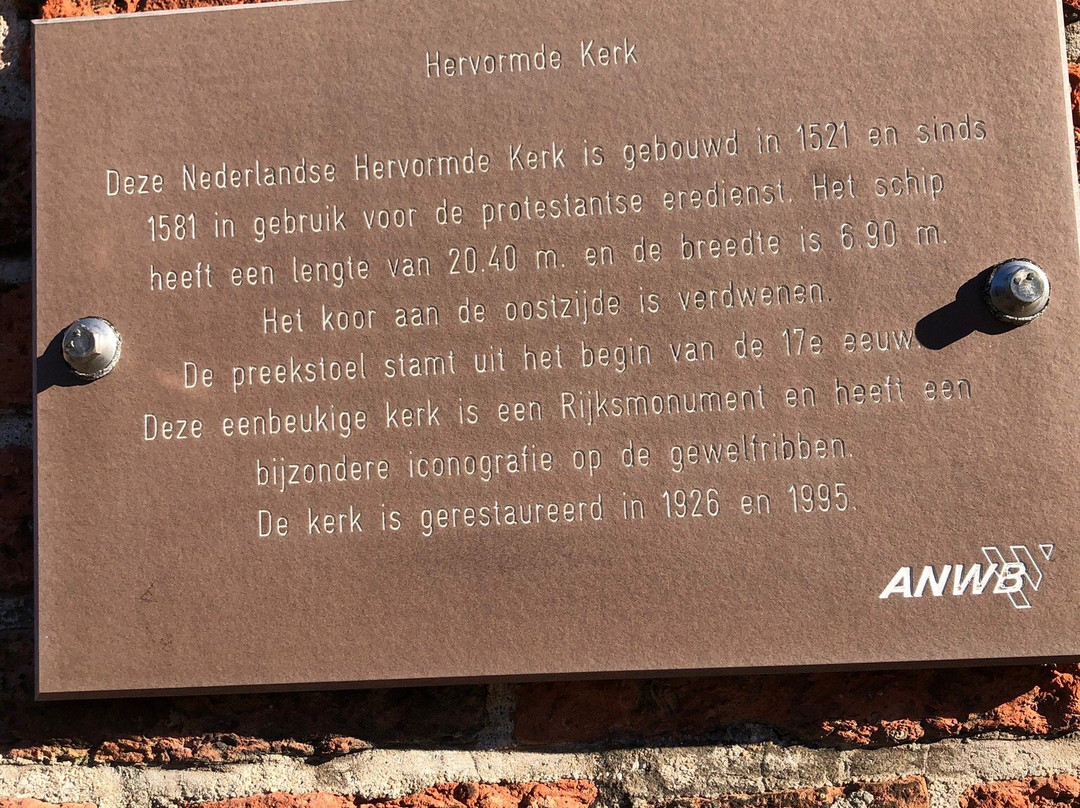 Hervormde Kerk
Deze Nederlandse Hervormde Kerk is gebouwd in 1521 en sinds
1581 in gebruik voor de protestantse eredienst. Het schip
heeft een lengte van 20.40 m. en de breedte is 6.90 m.
Het koor aan de oostzijde is verdwenen.
De preekstoel stamt uit het begin van de 17e eeuw.
Deze eenbeukige kerk is een Rijksmonument en heeft een
bijzondere iconografie op de gewelfribben.
De kerk is gerestaureerd in 1926 en 1995.
ANWB